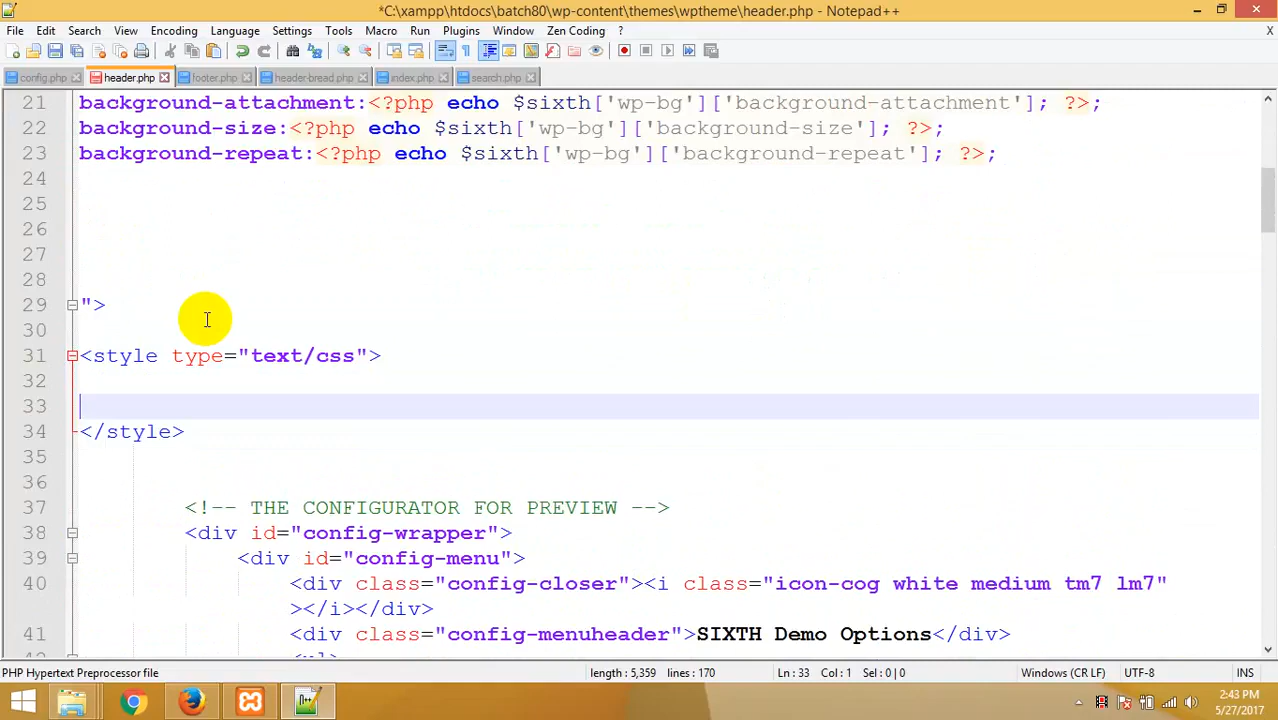 *C:\xampp\htdocs\batch80\wp-content\themes\wptheme\header.php - Notepad++
File Edit Search View Encoding Language Settings Tools Macro Run Plugins Window Zen Coding ? X
config.php header.php footer.php header-bread.php index.php search.php
21 background-attachment:<?php echo $sixth['wp-bg']['background-attachment']; ?>;
22 background-size:<?php echo $sixth['wp-bg']['background-size']; ?>;
23 background-repeat:<?php echo $sixth['wp-bg']['background-repeat']; ?>;
24
25
26
27
28
29 ">
30
31 <style type="text/css">
32
33
34 </style>
35
36
37 <!-- THE CONFIGURATOR FOR PREVIEW -->
38 <div id="config-wrapper">
39 <div id="config-menu">
40 <div class="config-closer"><i class="icon-cog white medium tm7 lm7"
></i></div>
41 <div class="config-menuheader">SIXTH Demo Options</div>
PHP Hypertext Preprocessor file length : 5,359 lines : 170 Ln : 33 Col : 1 Sel : 0 | 0 Windows (CR LF) UTF-8 INS
2:43 PM
5/27/2017